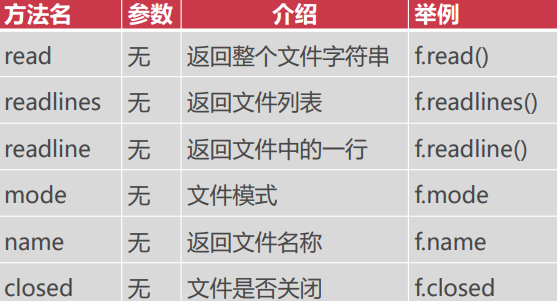 方法名 参数 介绍 举例
read 无 返回整个文件字符串 f.read()
readlines 无 返回文件列表 f.readlines()
readline 无 返回文件中的一行 f.readline()
mode 无 文件模式 f.mode
name 无 返回文件名称 f.name
closed 无 文件是否关闭 f.closed